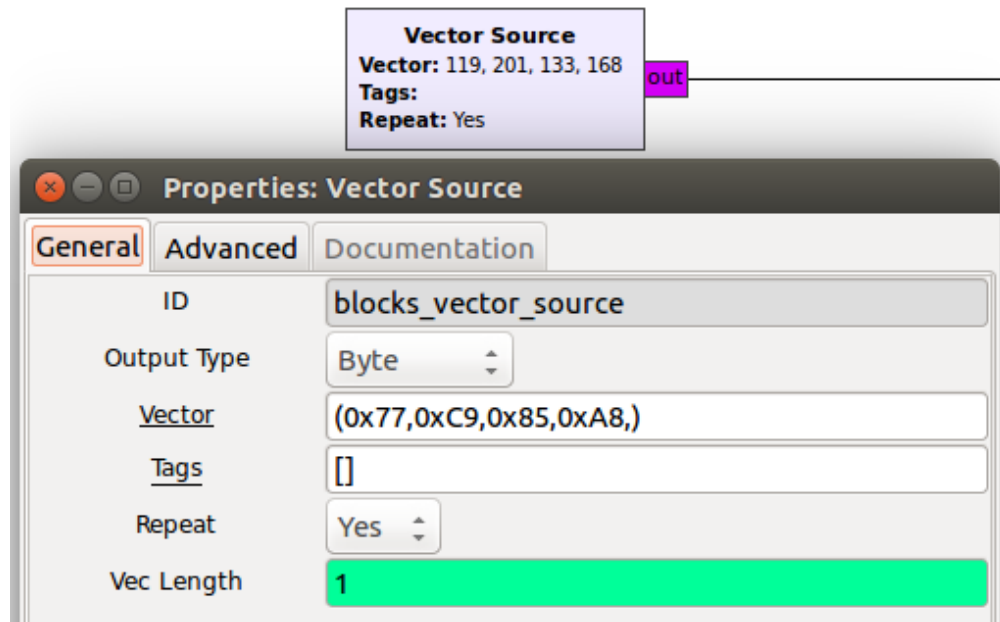 Vector Source
Vector: 119, 201, 133, 168
Tags:
Repeat: Yes
out
Properties: Vector Source
General Advanced Documentation
ID blocks_vector_source
Output Type Byte
Vector (0x77,0xC9,0x85,0xA8,)
Tags []
Repeat Yes
Vec Length 1